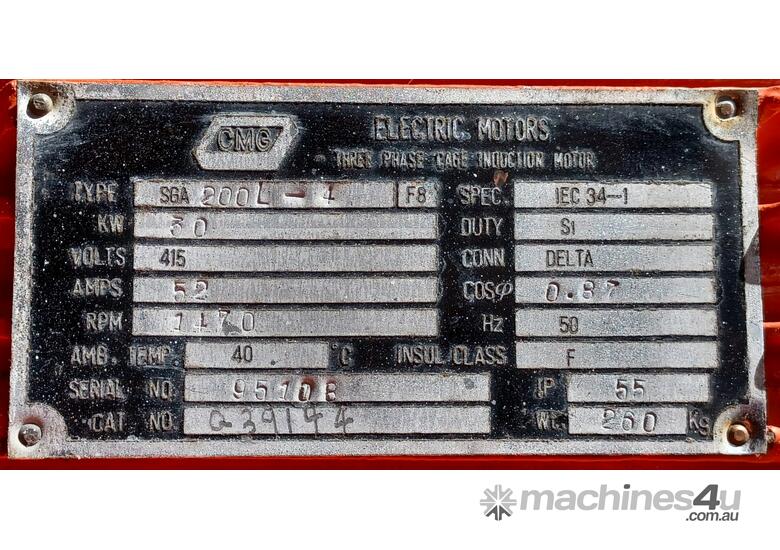 CMG ELECTRIC MOTORS
THREE PHASE CAGE INDUCTION MOTOR
TYPE SGA 200L-4 F8 SPEC. IEC 34-1
KW 30 DUTY S1
VOLTS 415 CONN DELTA
AMPS 52 COSφ 0.87
RPM 1470 Hz 50
AMB. TEMP 40 °C INSUL/CLASS F
SERIAL NO. 95108 IP 55
CAT NO. Q39144 WT. 260 Kg
machines4u
.com.au